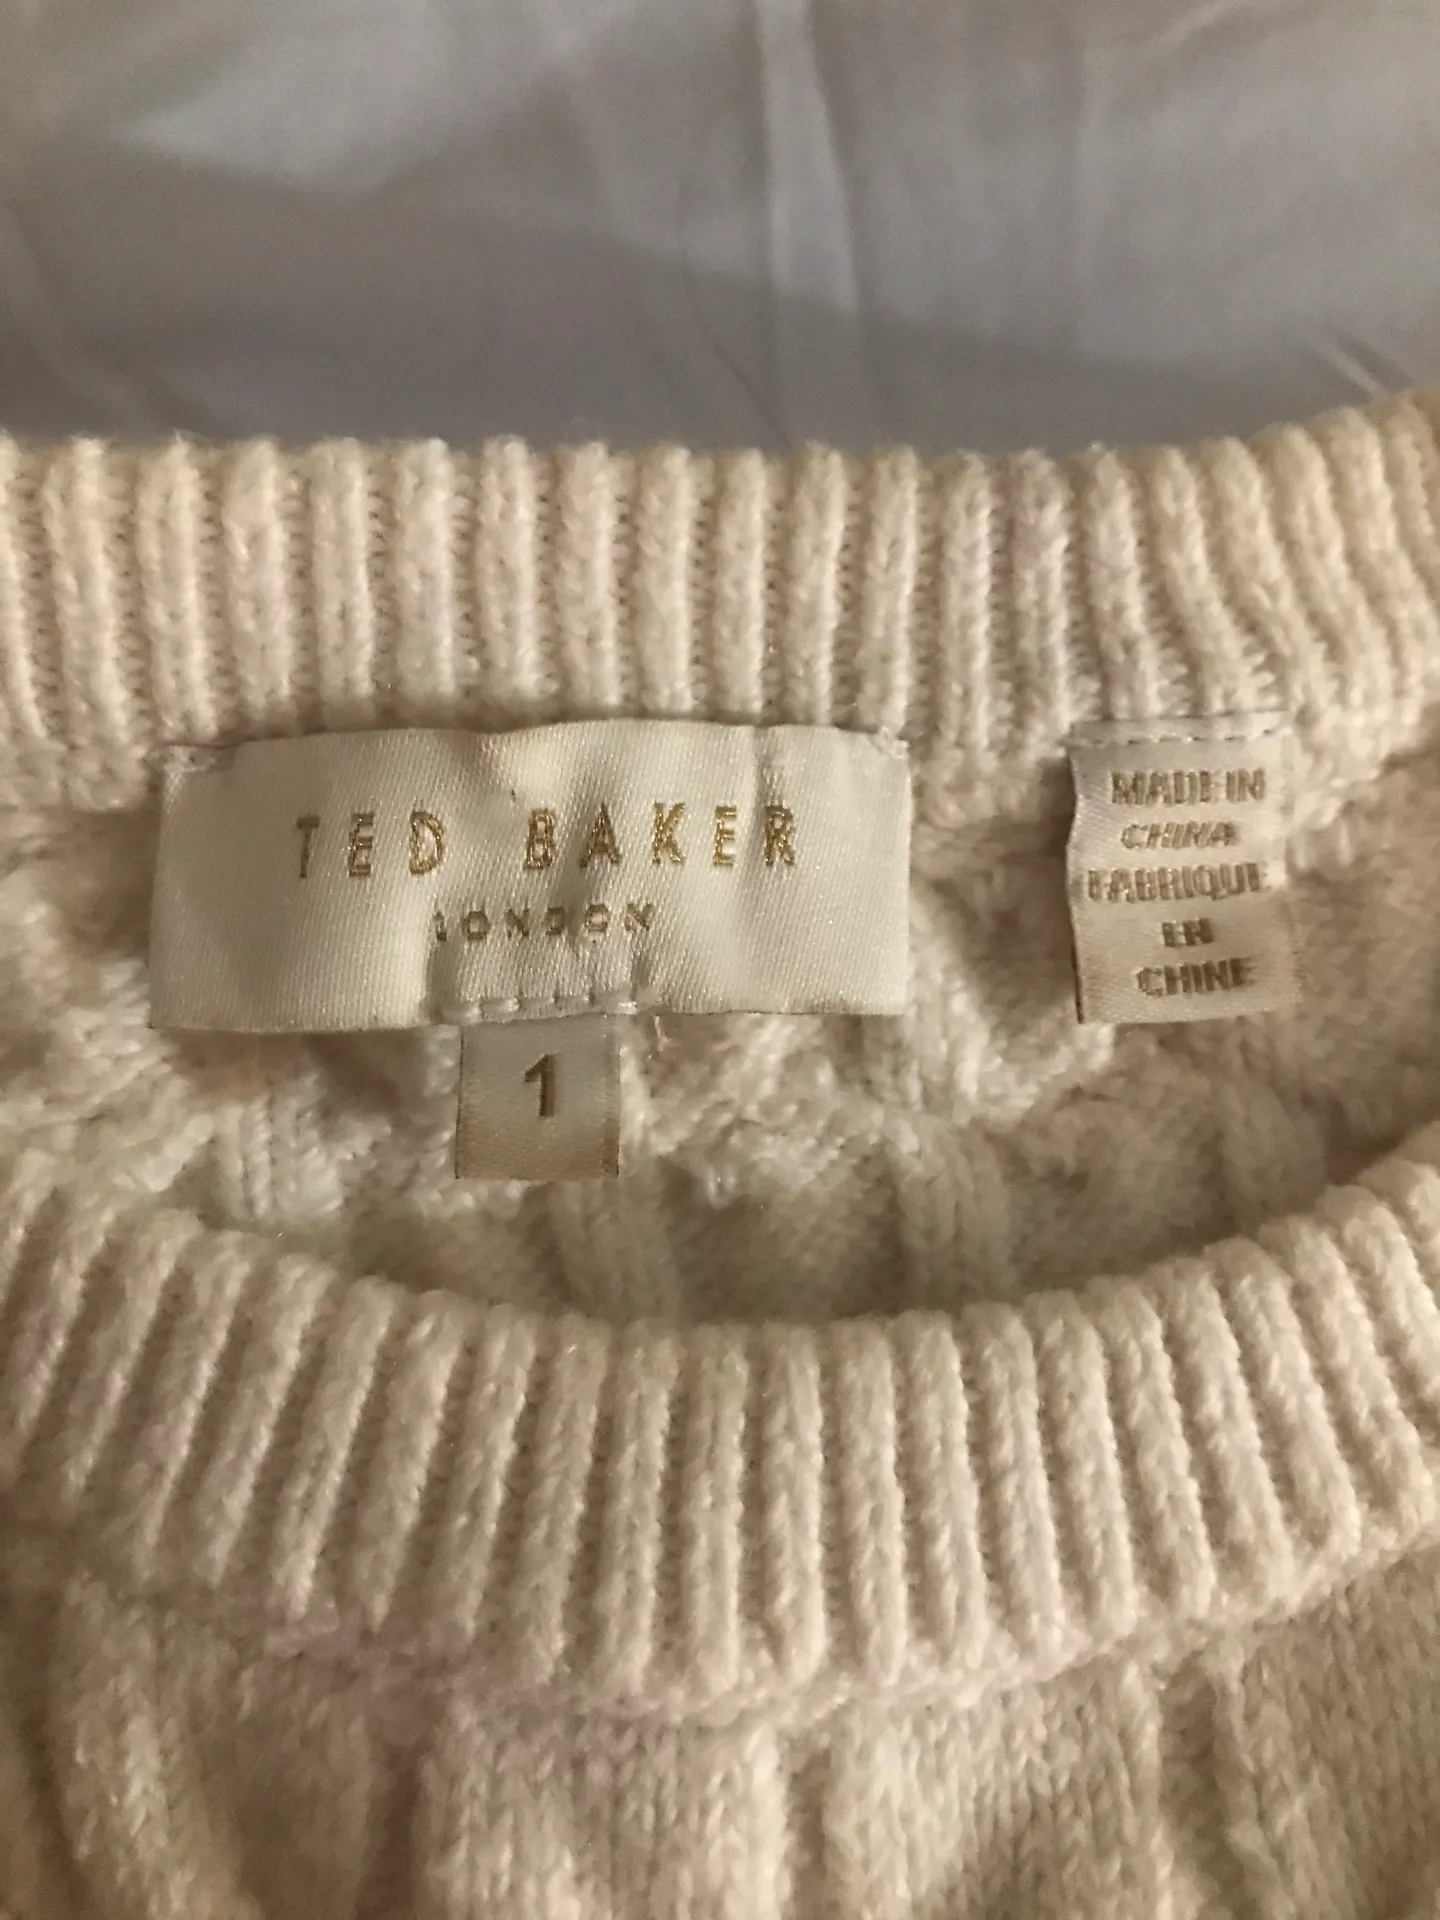 TED BAKER
LONDON
1
MADE IN
CHINA
FABRIQUE
EN
CHINE